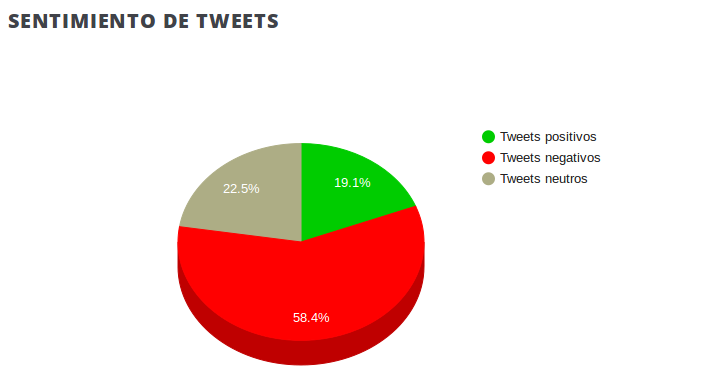 SENTIMIENTO DE TWEETS
Tweets positivos
Tweets negativos
Tweets neutros
22.5%
19.1%
58.4%